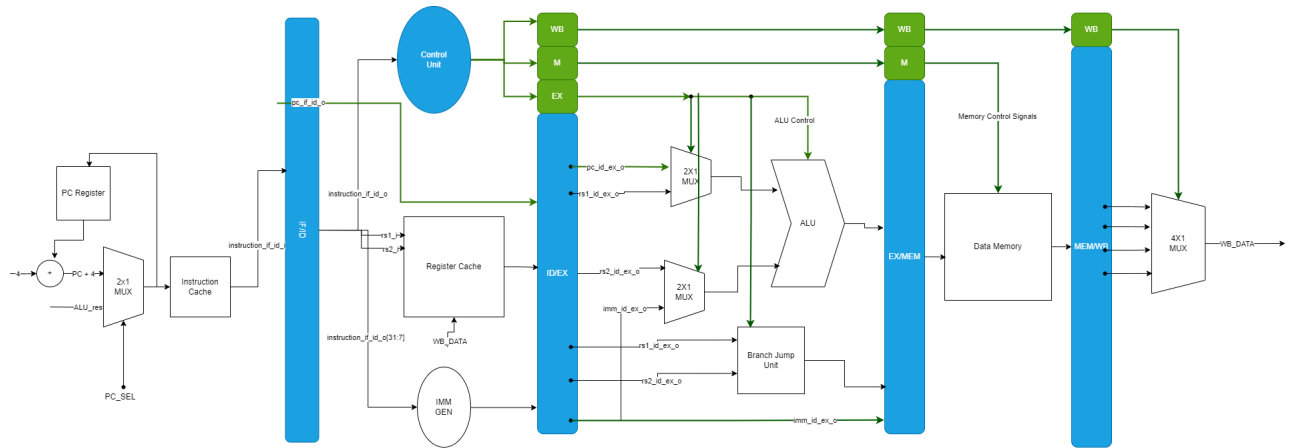 WB
WB
WB
Control
Unit
M
M
EX
pc_if_id_o
ALU Control
Memory Control Signals
2X1
MUX
pc_id_ex_o
rs1_id_ex_o
PC Register
instruction_if_id_o
IF/ID
ALU
rs1_i
rs2_i
instruction_if_id_i
4X1
MUX
WB_DATA
Register Cache
Data Memory
MEM/WB
EX/MEM
ID/EX
rs2_id_ex_o
4
+
PC + 4
2x1
MUX
Instruction
Cache
2X1
MUX
ALU_res
imm_id_ex_o
instruction_if_id_o[31:7]
WB_DATA
rs1_id_ex_o
Branch Jump
Unit
rs2_id_ex_o
PC_SEL
IMM
GEN
imm_id_ex_o